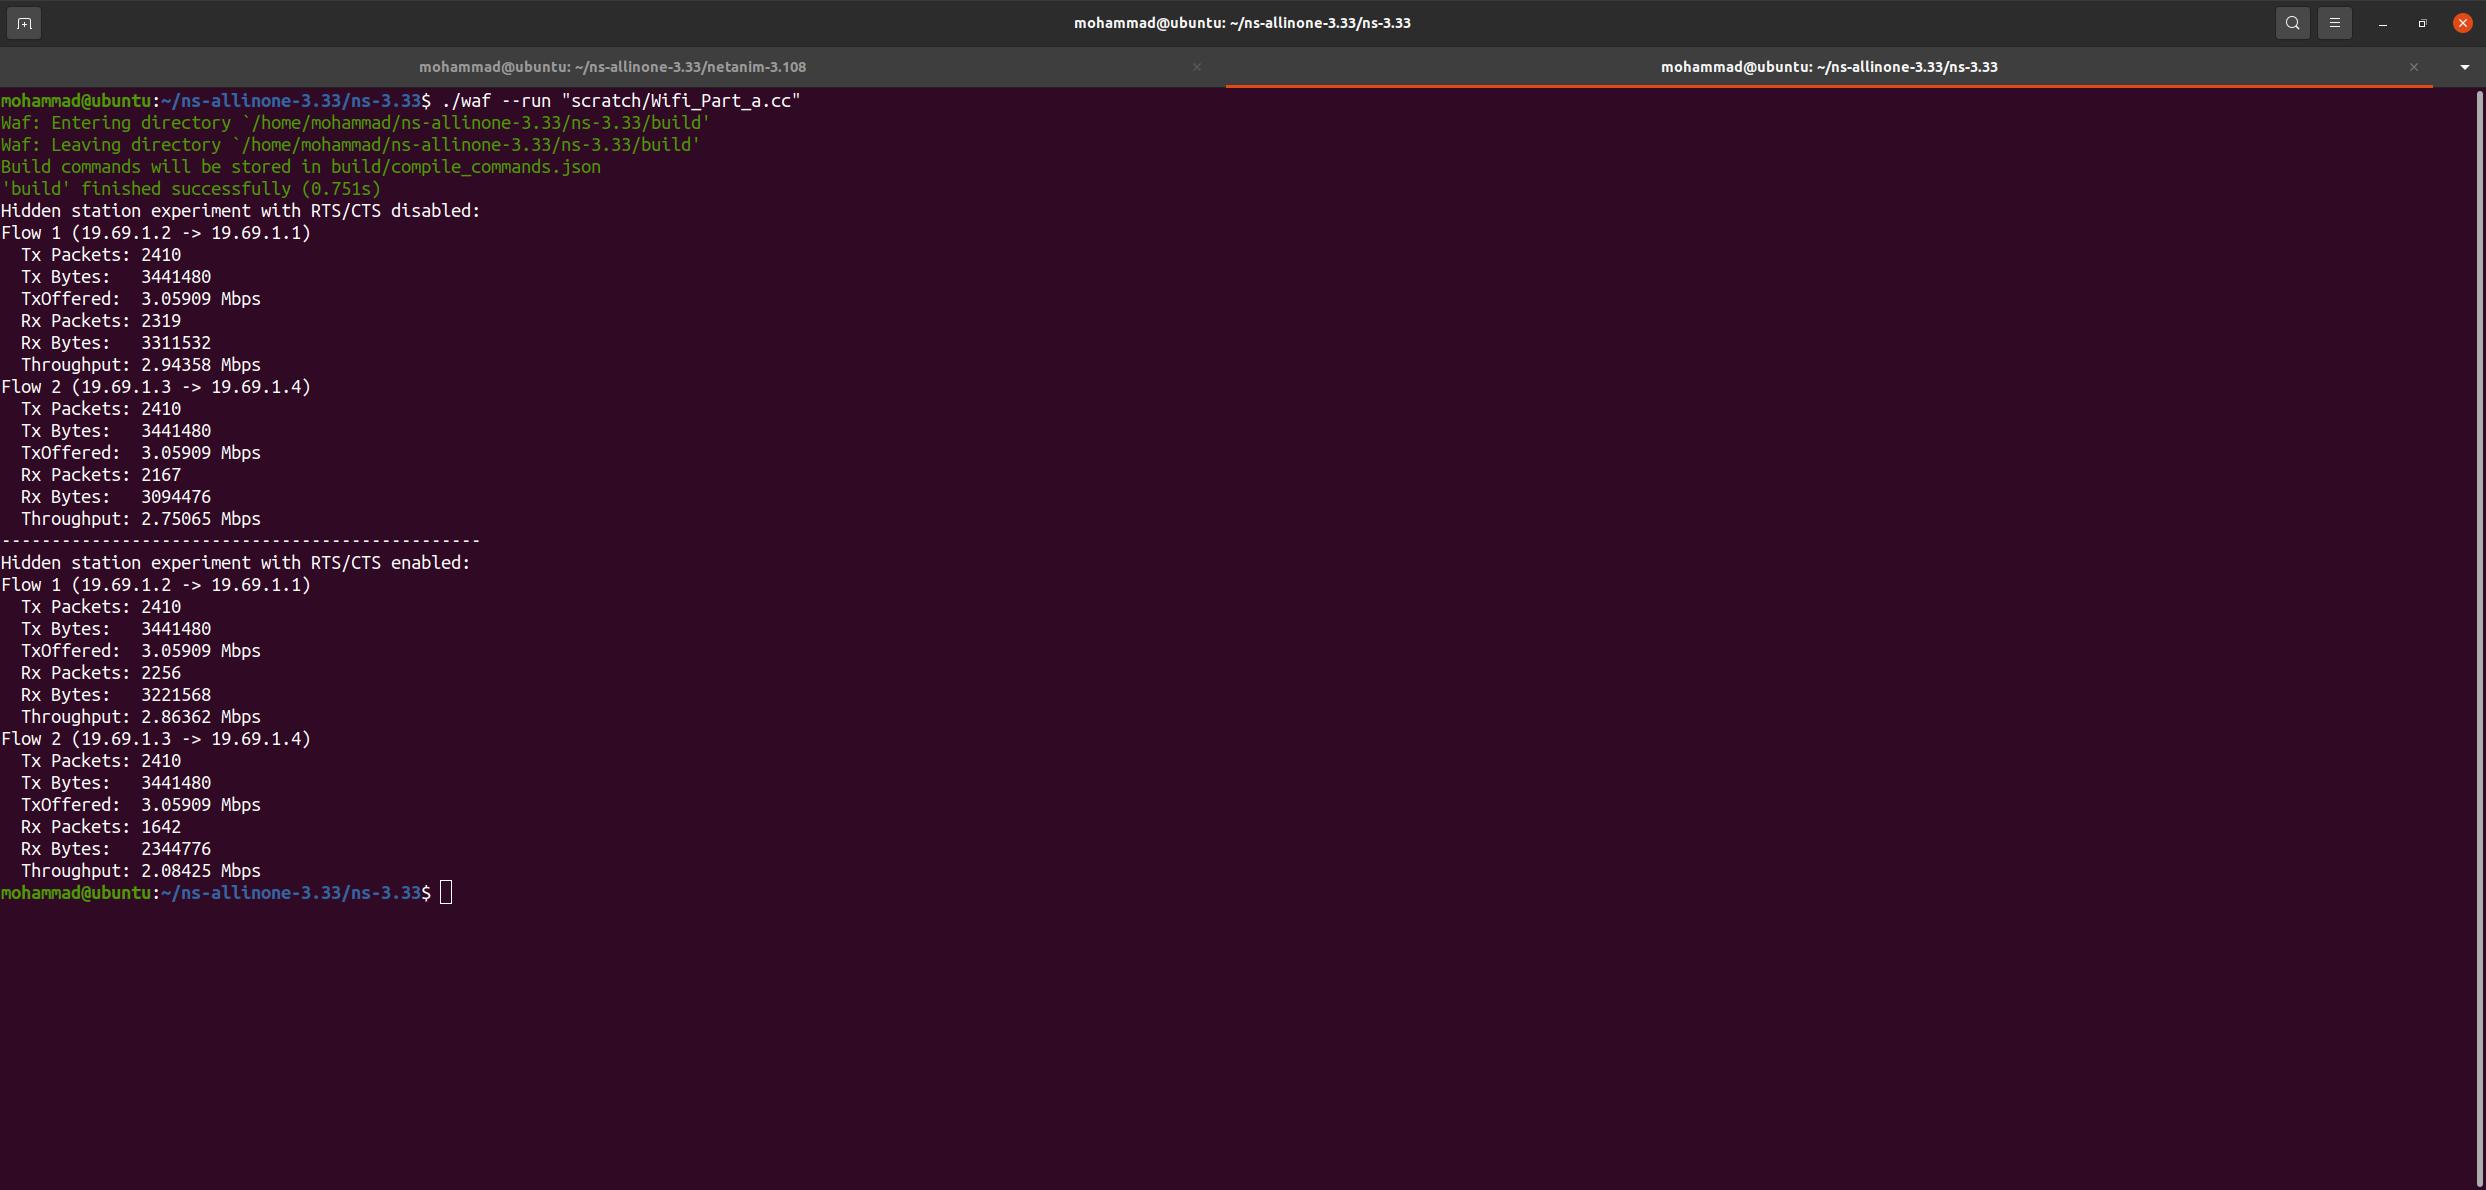 mohammad@ubuntu: ~/ns-allinone-3.33/ns-3.33
mohammad@ubuntu: ~/ns-allinone-3.33/netanim-3.108
mohammad@ubuntu: ~/ns-allinone-3.33/ns-3.33
mohammad@ubuntu:~/ns-allinone-3.33/ns-3.33$ ./waf --run "scratch/Wifi_Part_a.cc"
Waf: Entering directory `/home/mohammad/ns-allinone-3.33/ns-3.33/build'
Waf: Leaving directory `/home/mohammad/ns-allinone-3.33/ns-3.33/build'
Build commands will be stored in build/compile_commands.json
'build' finished successfully (0.751s)
Hidden station experiment with RTS/CTS disabled:
Flow 1 (19.69.1.2 -> 19.69.1.1)
  Tx Packets: 2410
  Tx Bytes:   3441480
  TxOffered:  3.05909 Mbps
  Rx Packets: 2319
  Rx Bytes:   3311532
  Throughput: 2.94358 Mbps
Flow 2 (19.69.1.3 -> 19.69.1.4)
  Tx Packets: 2410
  Tx Bytes:   3441480
  TxOffered:  3.05909 Mbps
  Rx Packets: 2167
  Rx Bytes:   3094476
  Throughput: 2.75065 Mbps
------------------------------------------------
Hidden station experiment with RTS/CTS enabled:
Flow 1 (19.69.1.2 -> 19.69.1.1)
  Tx Packets: 2410
  Tx Bytes:   3441480
  TxOffered:  3.05909 Mbps
  Rx Packets: 2256
  Rx Bytes:   3221568
  Throughput: 2.86362 Mbps
Flow 2 (19.69.1.3 -> 19.69.1.4)
  Tx Packets: 2410
  Tx Bytes:   3441480
  TxOffered:  3.05909 Mbps
  Rx Packets: 1642
  Rx Bytes:   2344776
  Throughput: 2.08425 Mbps
mohammad@ubuntu:~/ns-allinone-3.33/ns-3.33$